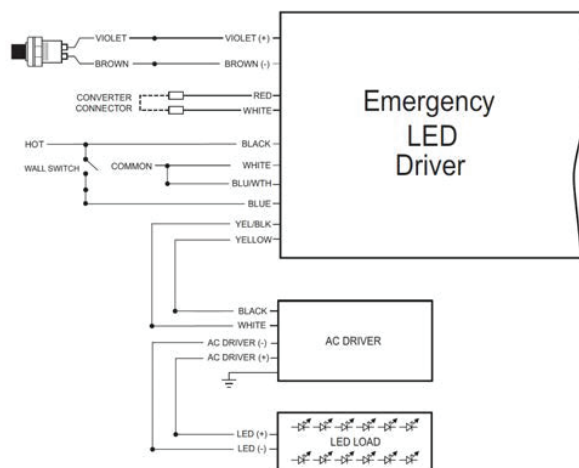 VIOLET VIOLET (+)
BROWN BROWN (-)
CONVERTER
CONNECTOR
RED
WHITE
Emergency
LED
Driver
HOT BLACK
WALL SWITCH
COMMON WHITE
BLU/WTH
BLUE
YEL/BLK
YELLOW
BLACK
WHITE
AC DRIVER (-)
AC DRIVER (+)
AC DRIVER
LED (+)
LED (-)
LED LOAD